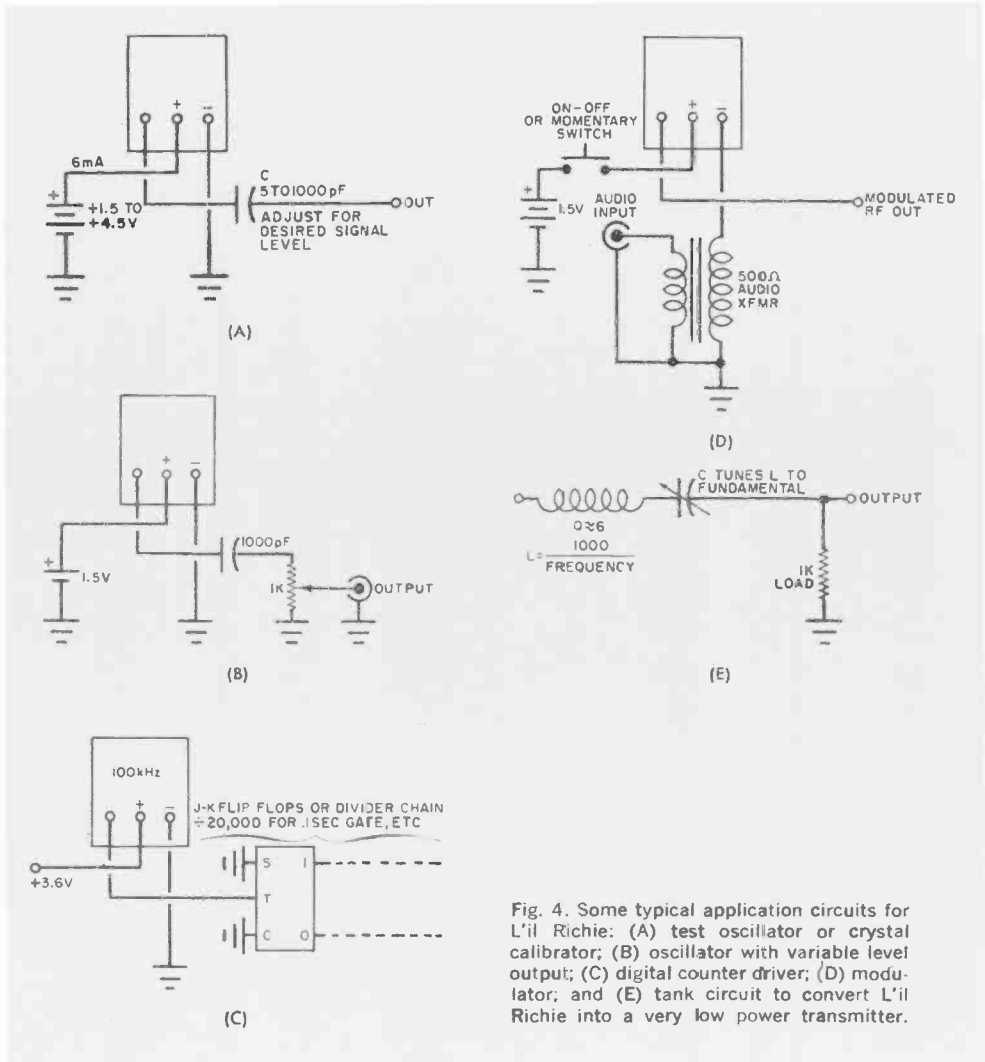 + −
6mA
+
+1.5 TO
+4.5V
C
5 TO 1000 pF
ADJUST FOR
DESIRED SIGNAL
LEVEL
OUT
(A)
+ −
+
1.5V
1000pF
1K
OUTPUT
(B)
100kHz
+ −
+3.6V
J-K FLIP FLOPS OR DIVIDER CHAIN
÷20,000 FOR .1SEC GATE, ETC
S I
T
C O
(C)
+ −
ON-OFF
OR MOMENTARY
SWITCH
+
1.5V
AUDIO
INPUT
MODULATED
RF OUT
500Ω
AUDIO
XFMR
(D)
C TUNES L TO
FUNDAMENTAL
OUTPUT
Q≈6
L= 1000
FREQUENCY
1K
LOAD
(E)
Fig. 4. Some typical application circuits for
L'il Richie: (A) test oscillator or crystal
calibrator; (B) oscillator with variable level
output; (C) digital counter driver; (D) modu-
lator; and (E) tank circuit to convert L'il
Richie into a very low power transmitter.